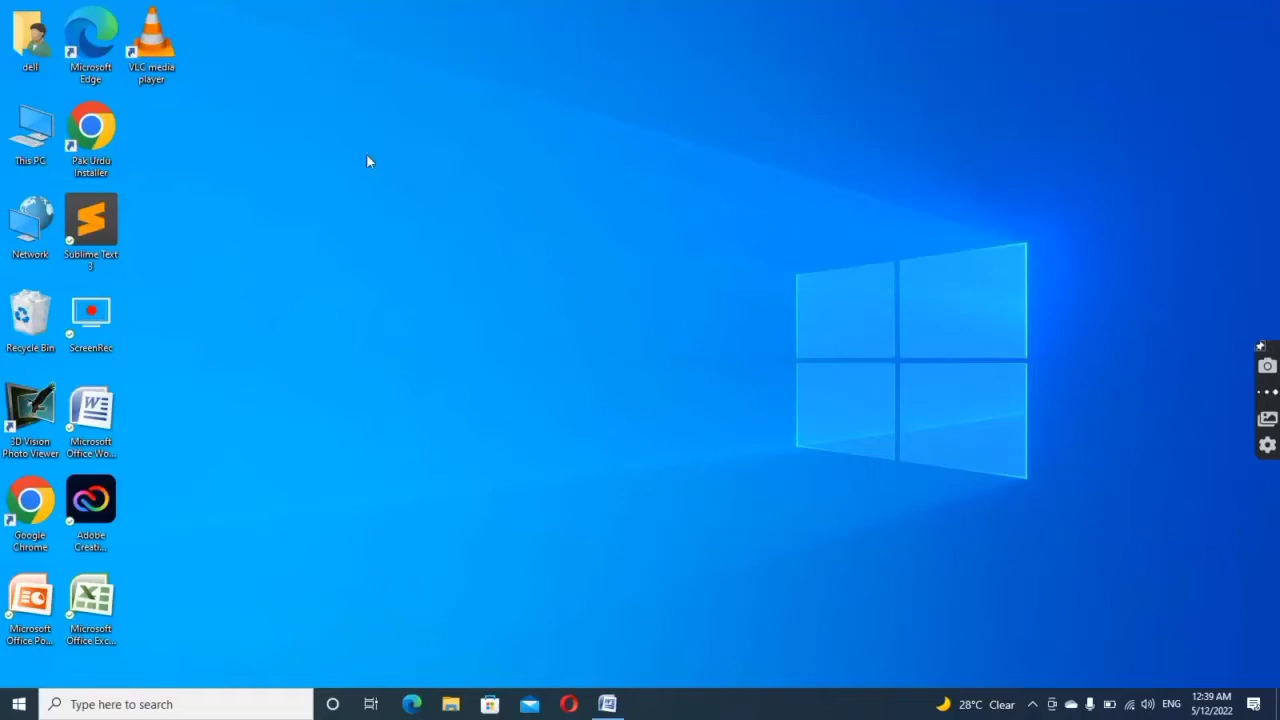 dell
Microsoft
Edge
VLC media
player
This PC
Pak Urdu
Installer
Network
Sublime Text
3
Recycle Bin
ScreenRec
3D Vision
Photo Viewer
Microsoft
Office Wo...
Google
Chrome
Adobe
Creati...
Microsoft
Office Po...
Microsoft
Office Exc...
Type here to search
28°C Clear
ENG
12:39 AM
5/12/2022